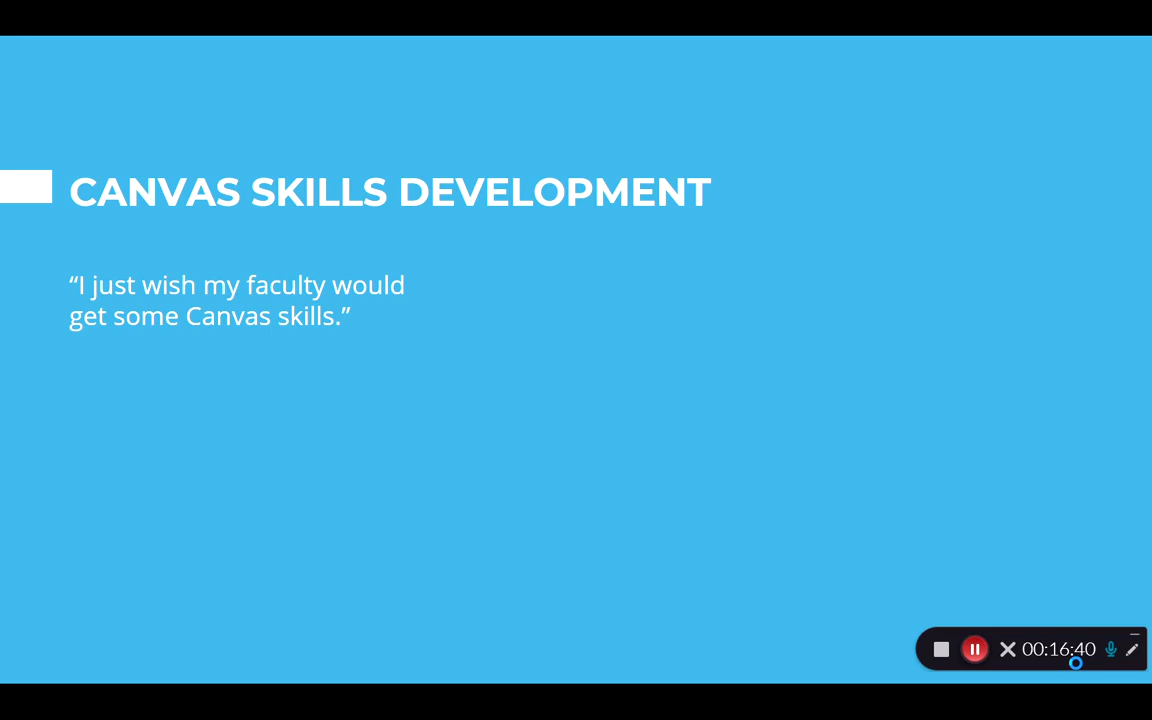 CANVAS SKILLS DEVELOPMENT
“I just wish my faculty would
get some Canvas skills.”
00:16:40